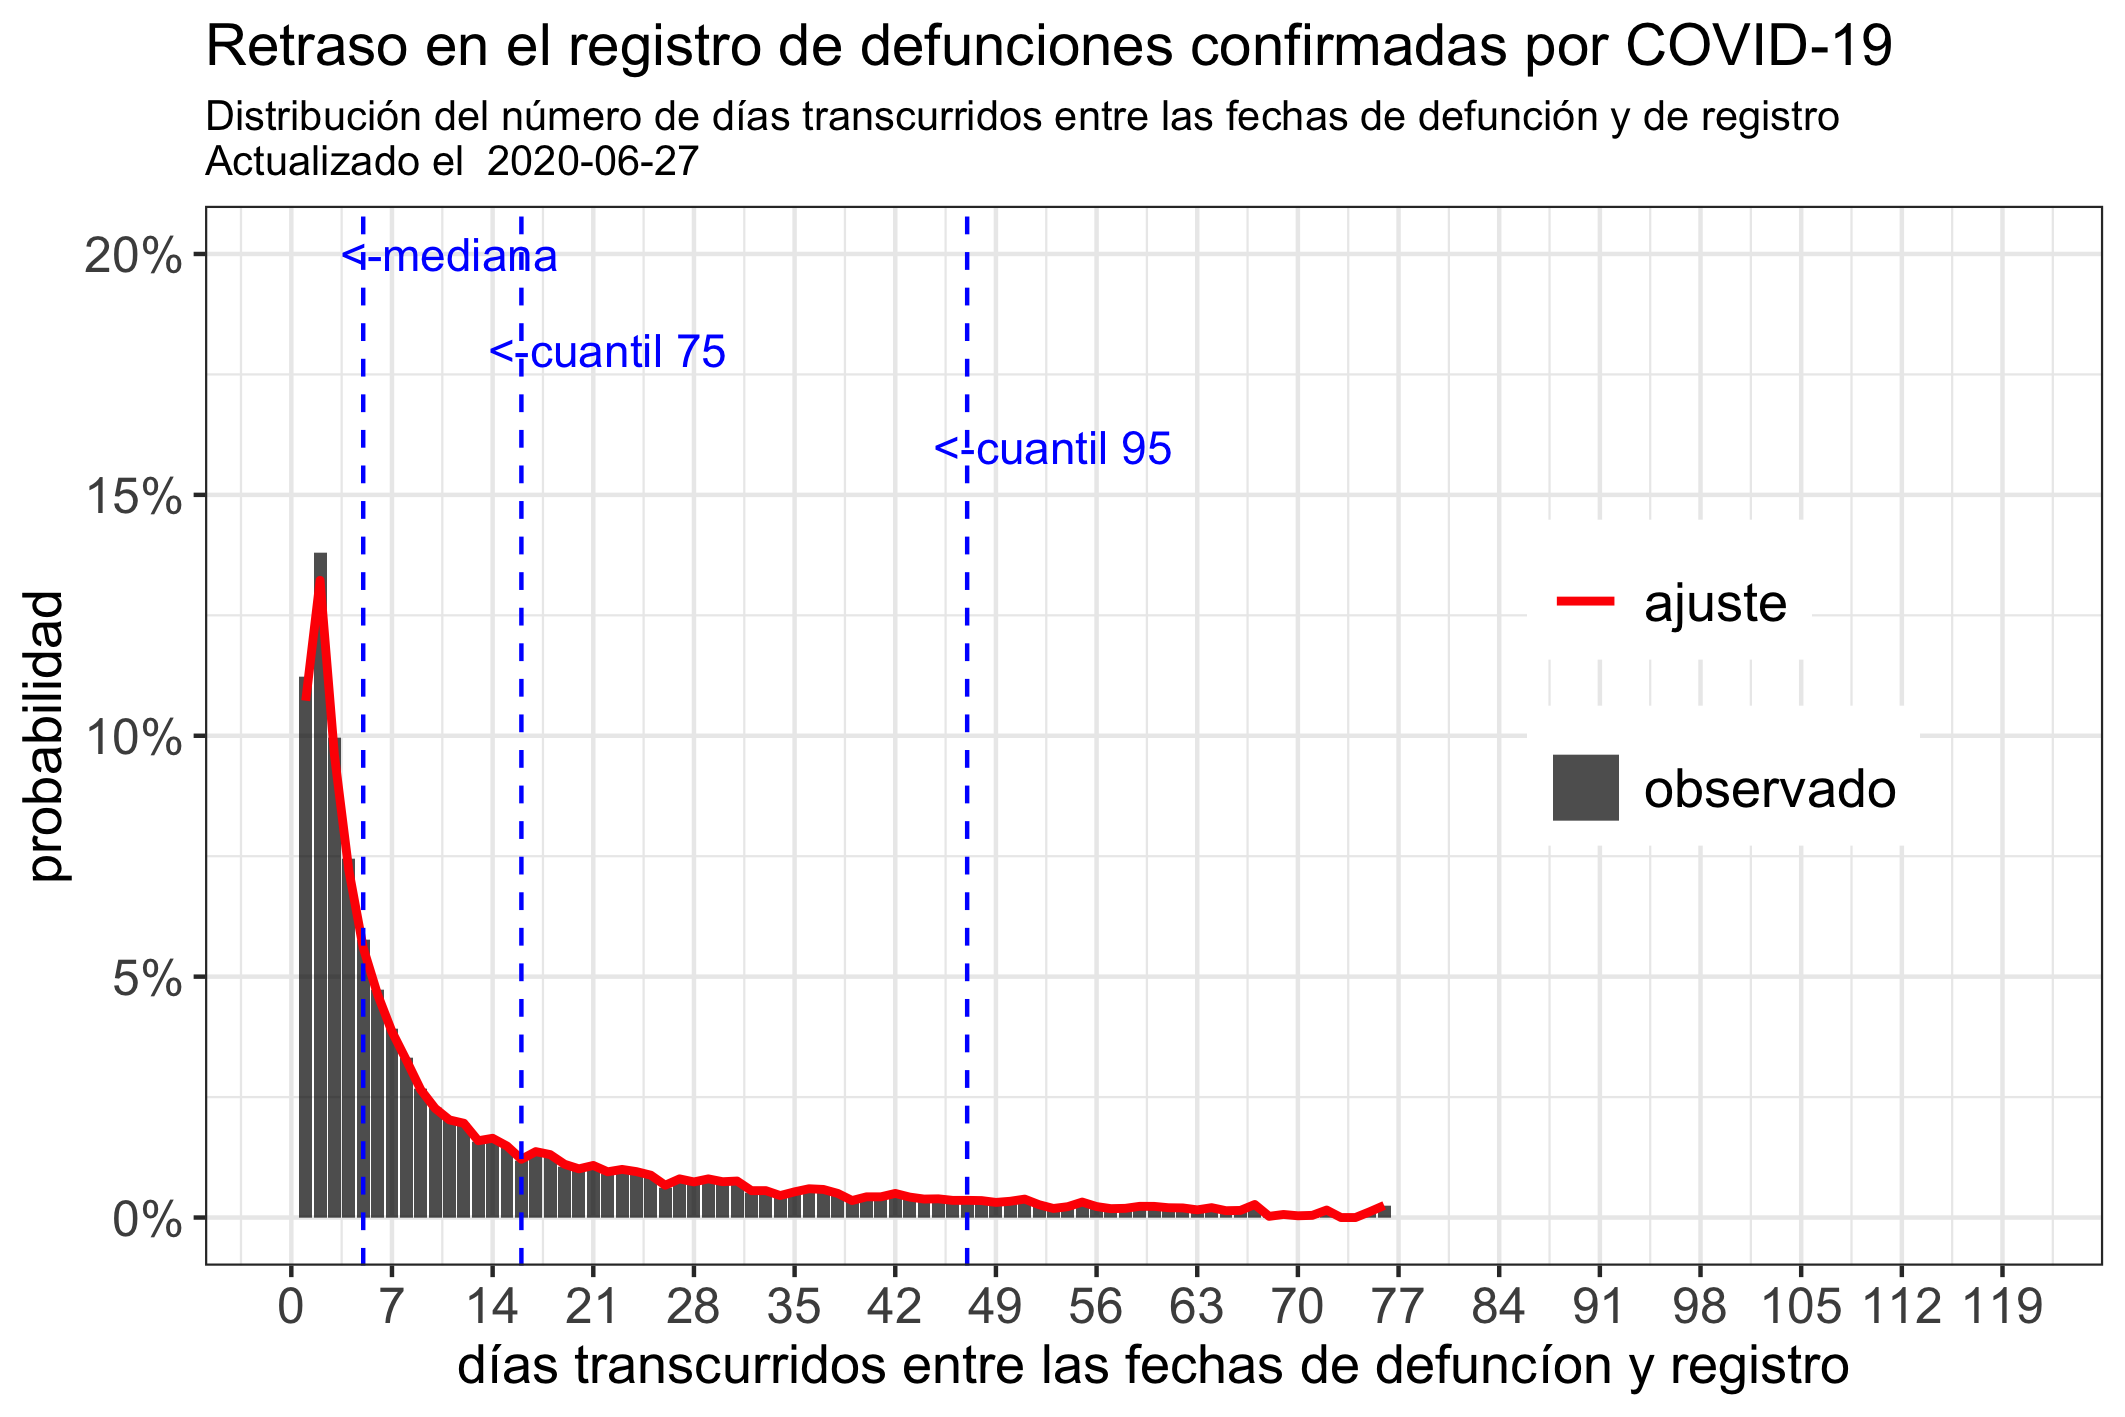 Retraso en el registro de defunciones confirmadas por COVID-19
Distribución del número de días transcurridos entre las fechas de defunción y de registro
Actualizado el  2020-06-27
20%
15%
10%
5%
0%
probabilidad
<-mediana
<-cuantil 75
<-cuantil 95
ajuste
observado
0 7 14 21 28 35 42 49 56 63 70 77 84 91 98 105 112 119
días transcurridos entre las fechas de defuncíon y registro